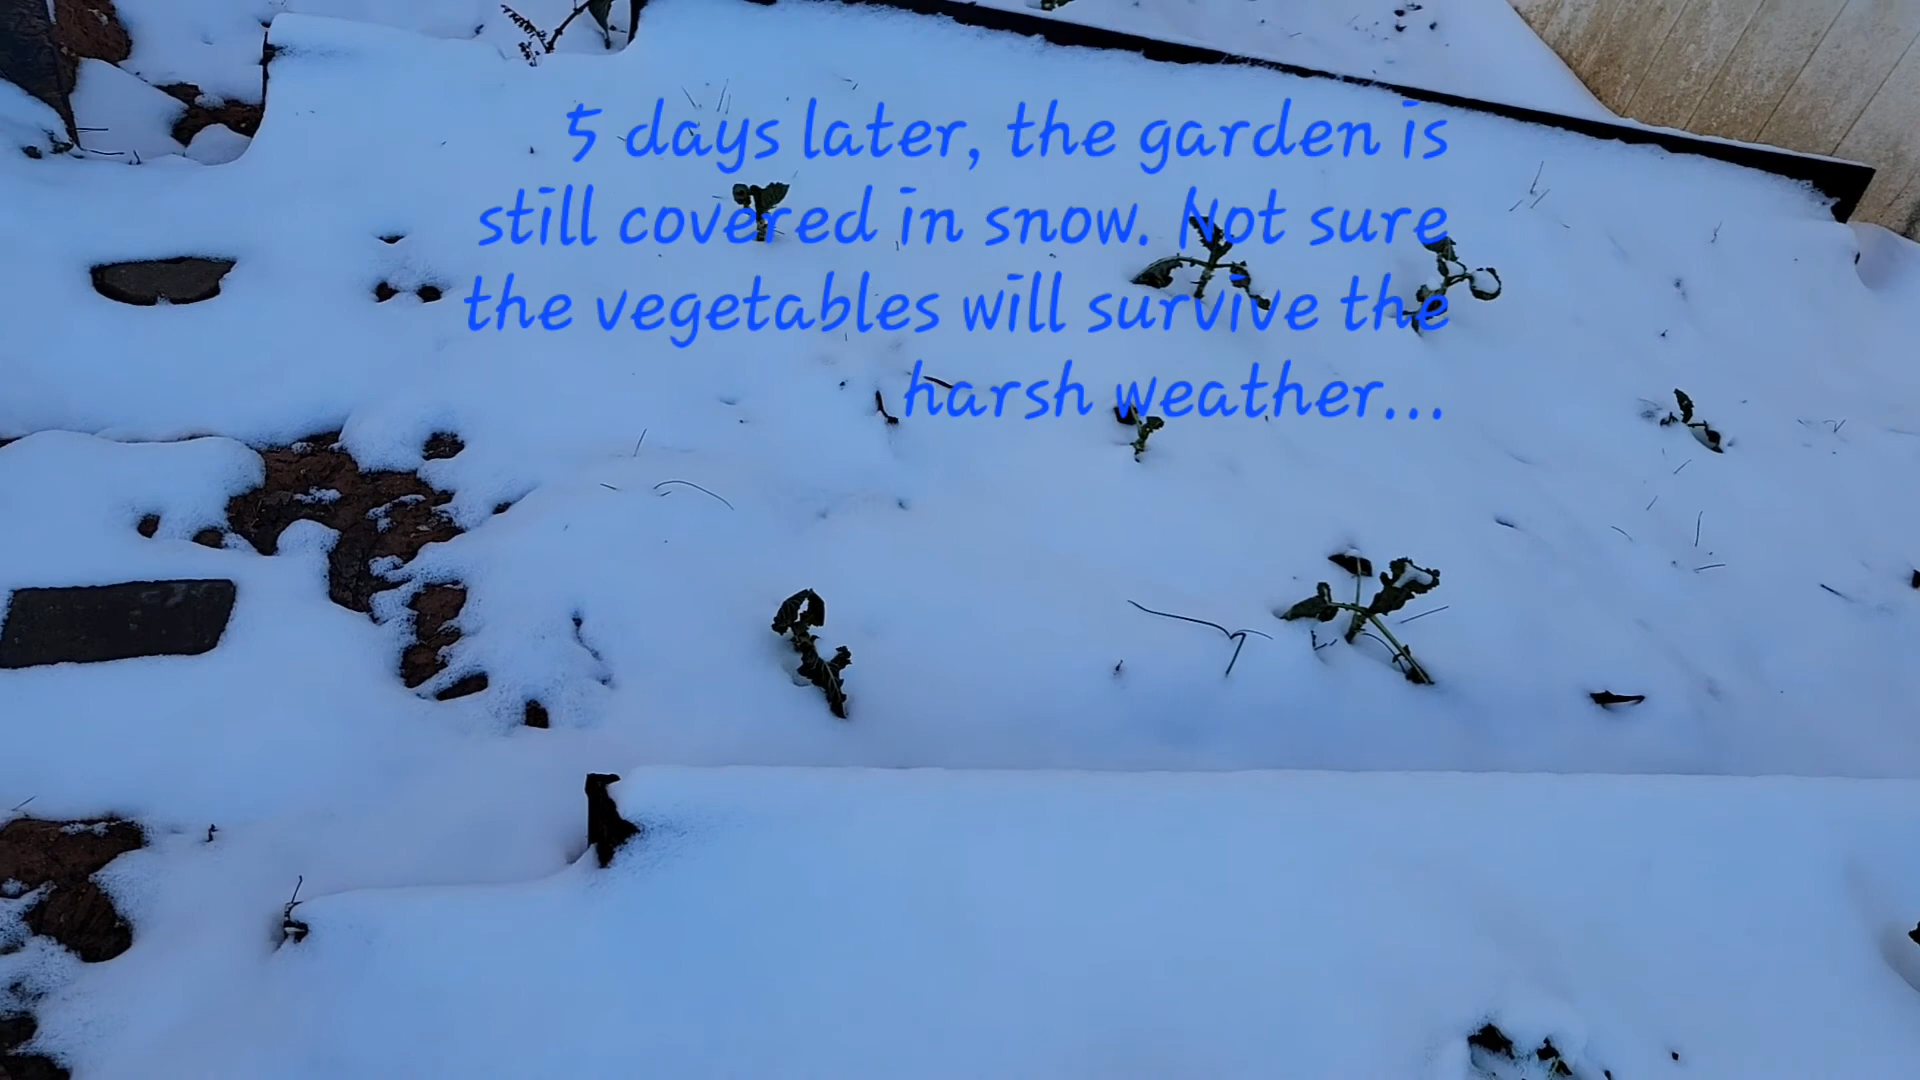 5 days later, the garden is
still covered in snow. Not sure
the vegetables will survive the
harsh weather...